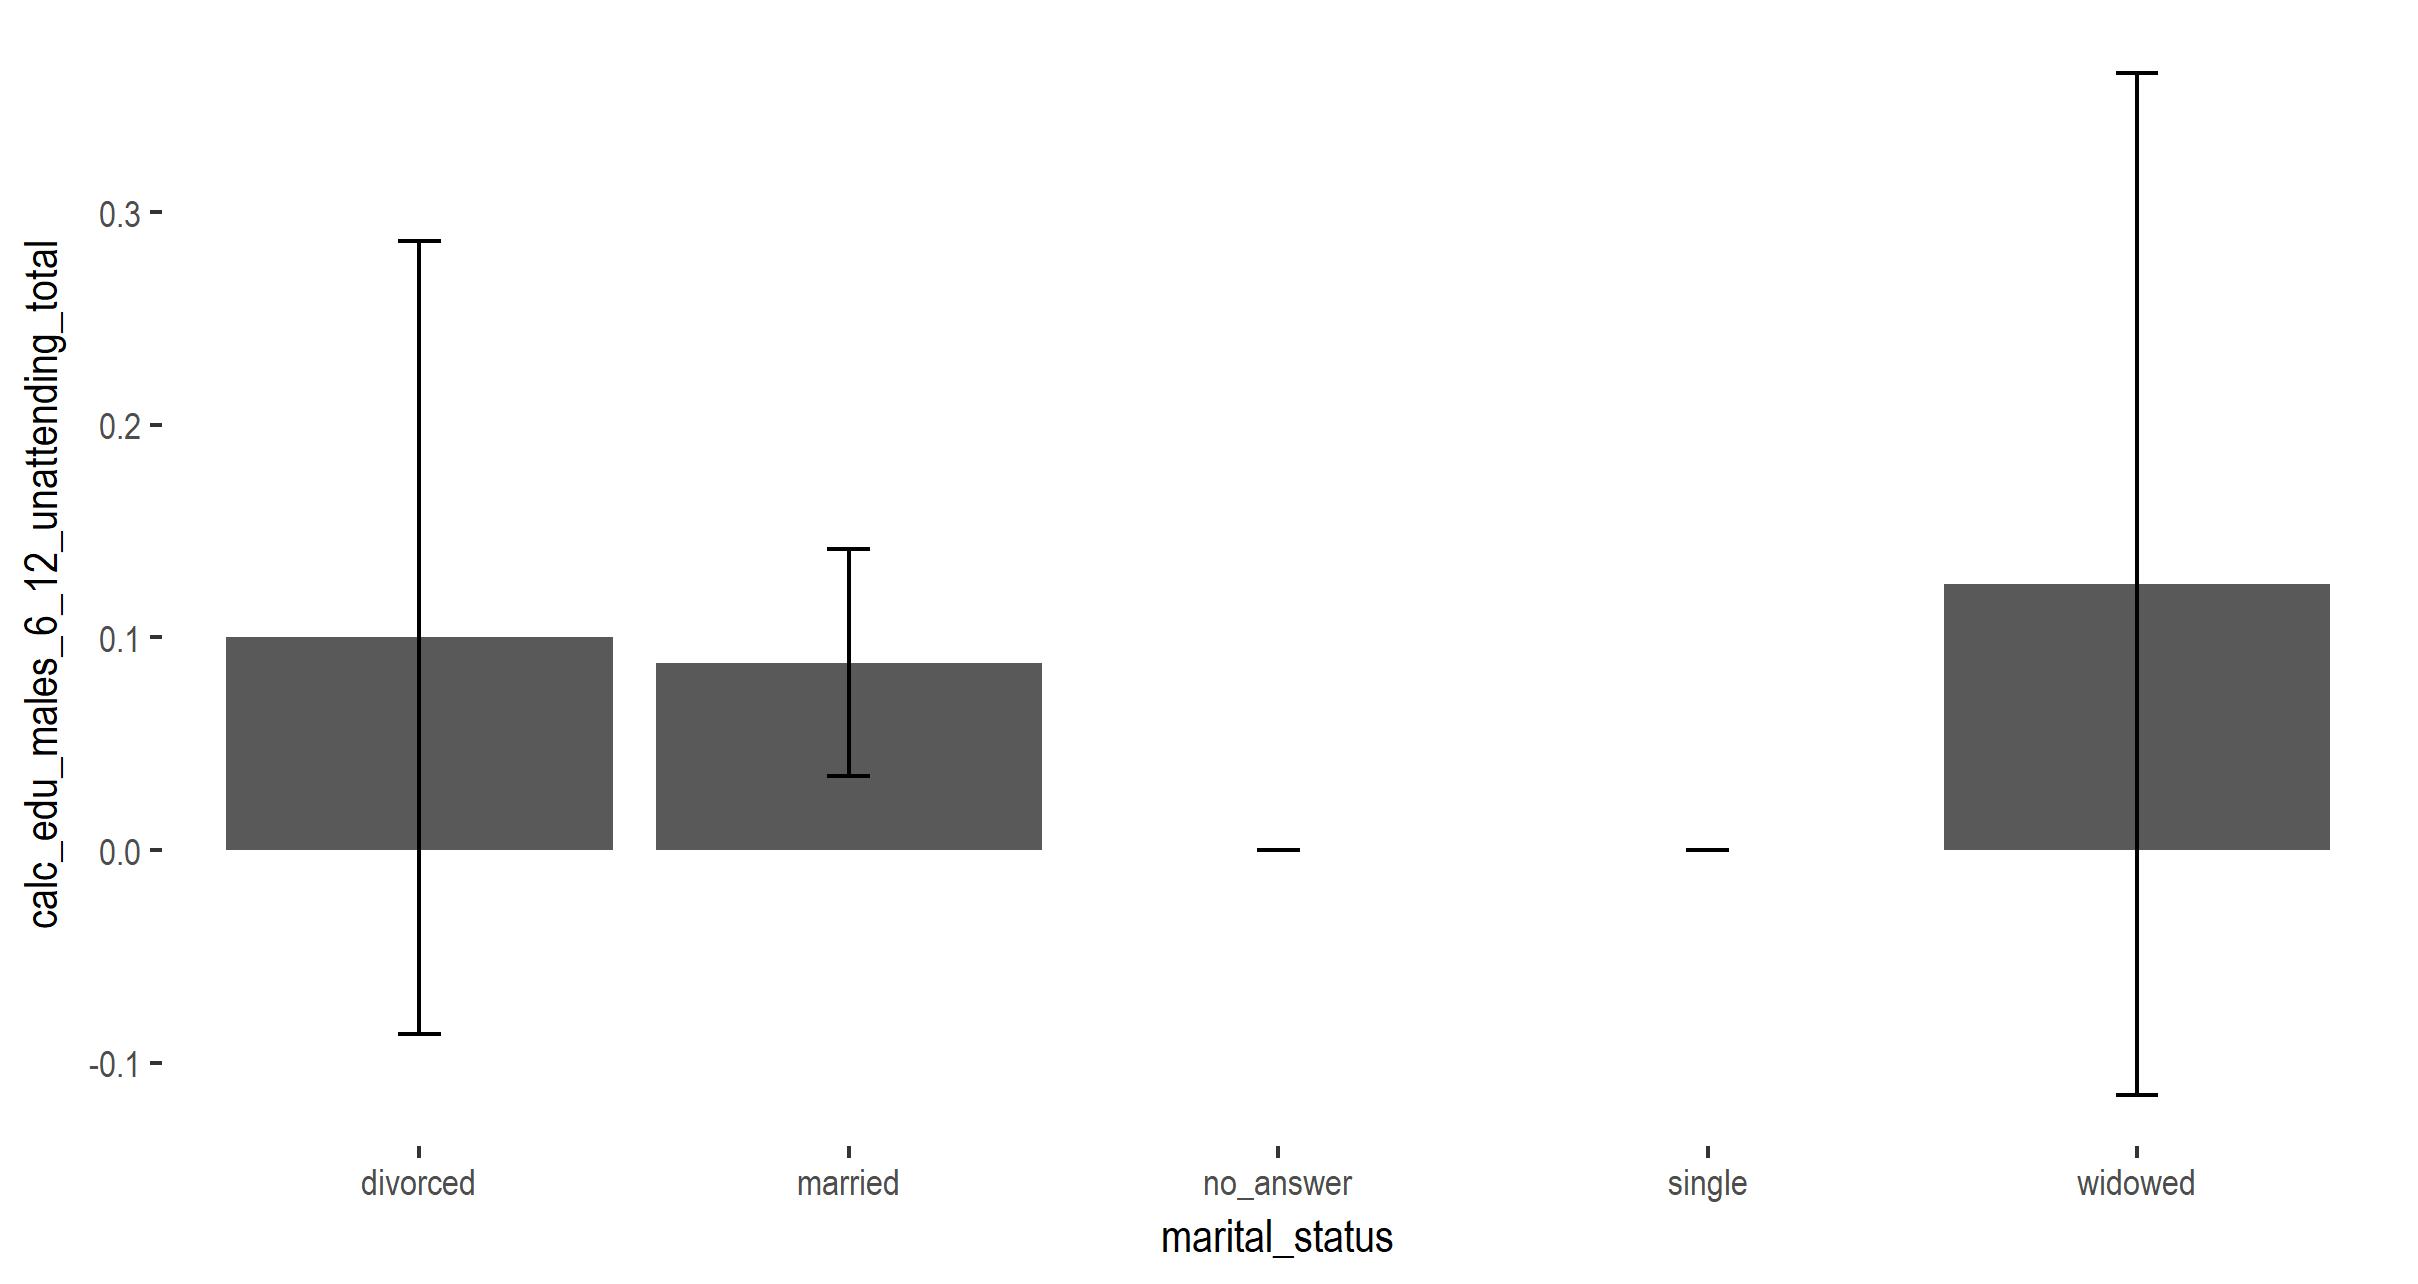 calc_edu_males_6_12_unattending_total
0.3
0.2
0.1
0.0
-0.1
divorced married no_answer single widowed
marital_status